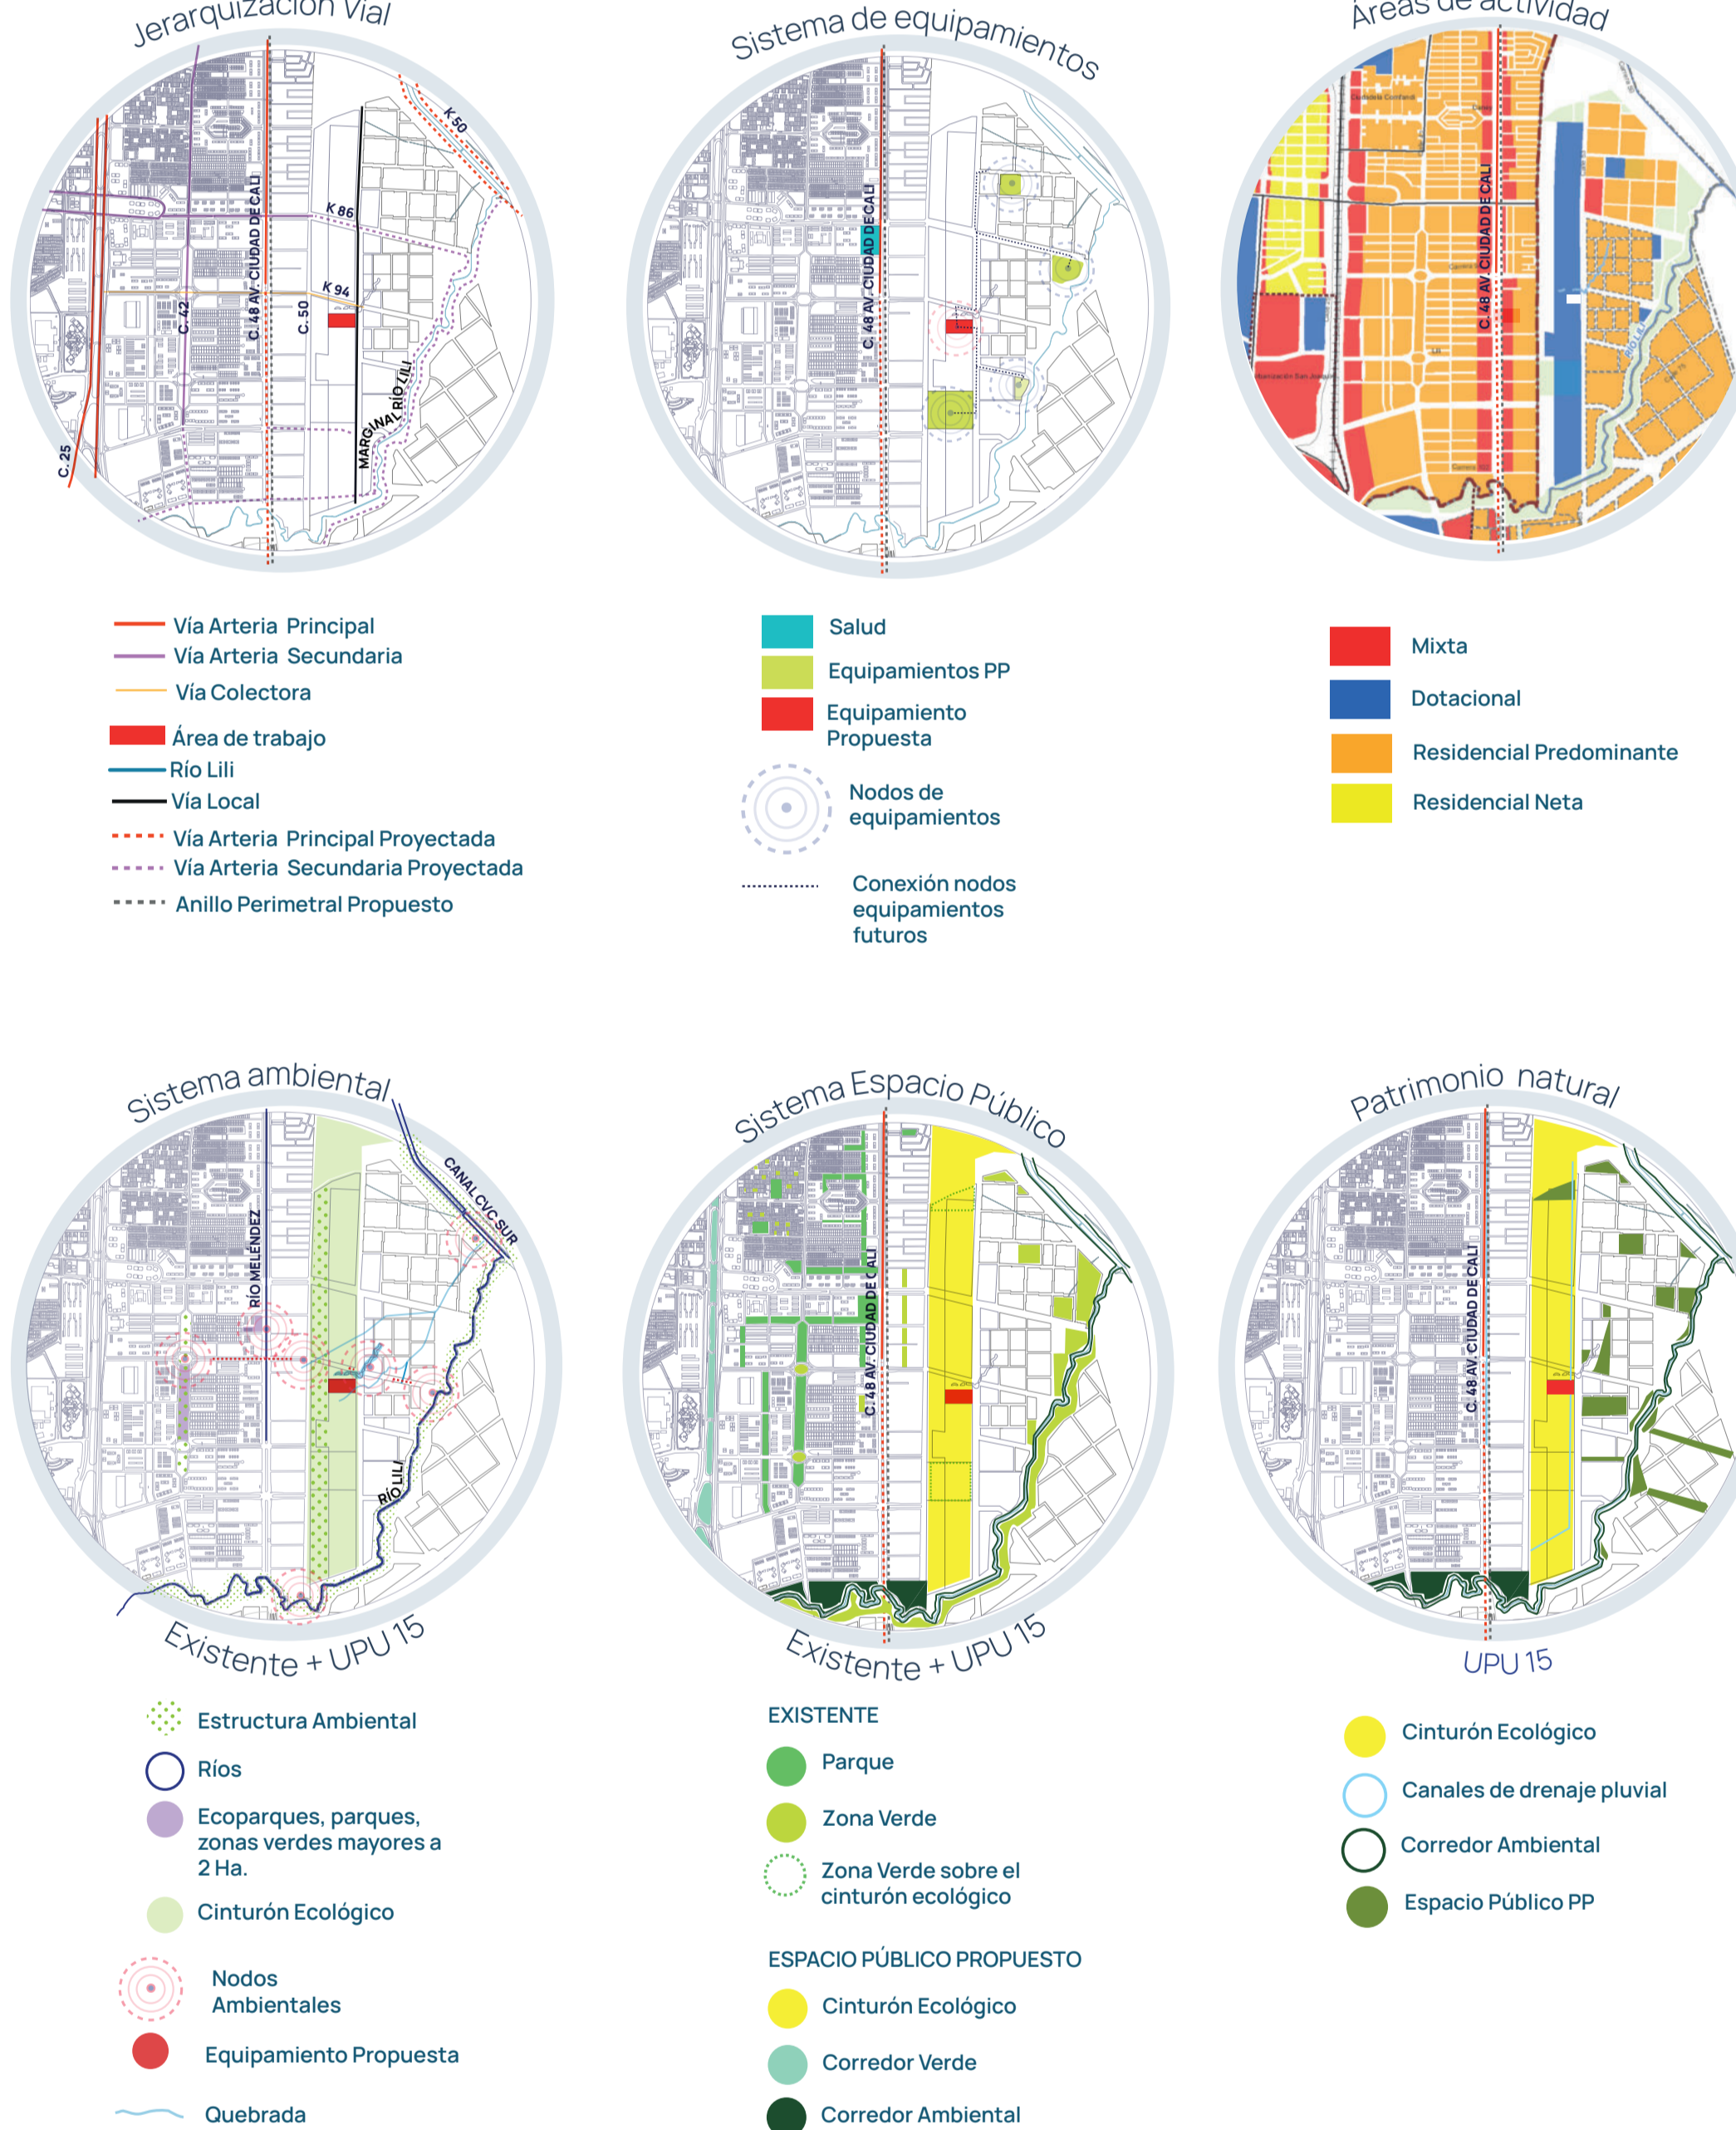 Jerarquización Vial
K 50
K 86
K 94
C. 48 AV. CIUDAD DE CALI
C. 42
C. 50
C. 25
MARGINAL RÍO LILI
Vía Arteria Principal
Vía Arteria Secundaria
Vía Colectora
Área de trabajo
Río Lili
Vía Local
Vía Arteria Principal Proyectada
Vía Arteria Secundaria Proyectada
Anillo Perimetral Propuesto
Sistema de equipamientos
C. 48 AV. CIUDAD DE CALI
Salud
Equipamientos PP
Equipamiento
Propuesta
Nodos de
equipamientos
Conexión nodos
equipamientos
futuros
Áreas de actividad
Ciudadela Comfandi
C. 48 AV. CIUDAD DE CALI
RÍO LILI
Mixta
Dotacional
Residencial Predominante
Residencial Neta
Sistema ambiental
CANAL CVC SUR
RÍO MELÉNDEZ
RÍO LILI
Existente + UPU 15
Estructura Ambiental
Ríos
Ecoparques, parques,
zonas verdes mayores a
2 Ha.
Cinturón Ecológico
Nodos
Ambientales
Equipamiento Propuesta
Quebrada
Sistema Espacio Público
C. 48 AV. CIUDAD DE CALI
Existente + UPU 15
EXISTENTE
Parque
Zona Verde
Zona Verde sobre el
cinturón ecológico
ESPACIO PÚBLICO PROPUESTO
Cinturón Ecológico
Corredor Verde
Corredor Ambiental
Patrimonio natural
C. 48 AV. CIUDAD DE CALI
UPU 15
Cinturón Ecológico
Canales de drenaje pluvial
Corredor Ambiental
Espacio Público PP